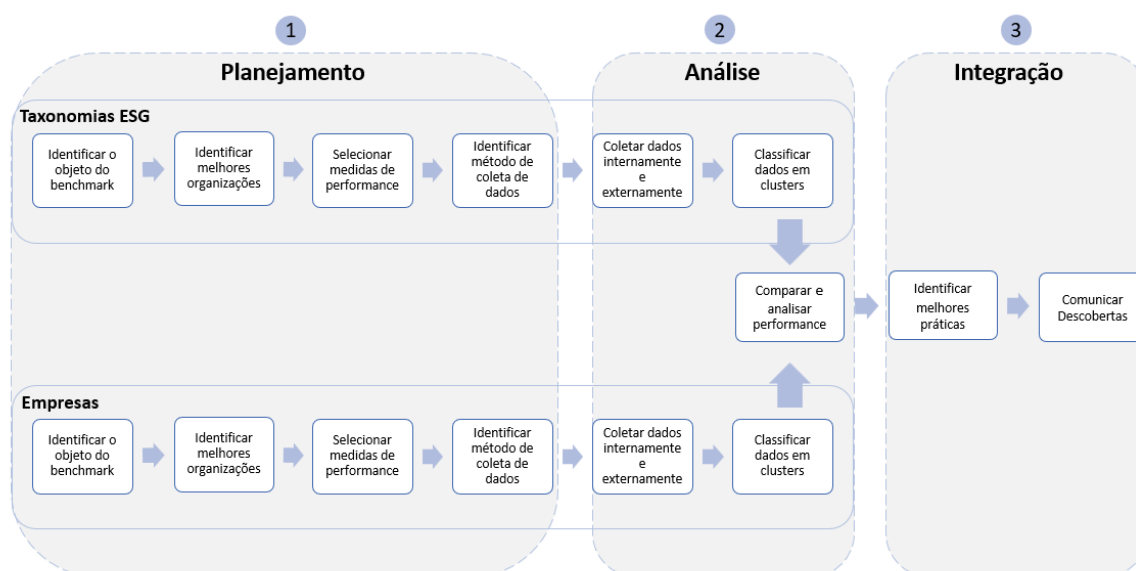 1
2
3
Planejamento
Análise
Integração
Taxonomias ESG
Identificar o
objeto do
benchmark
Identificar
melhores
organizações
Selecionar
medidas de
performance
Identificar
método de
coleta de
dados
Coletar dados
internamente
e
externamente
Classificar
dados em
clusters
Comparar e
analisar
performance
Identificar
melhores
práticas
Comunicar
Descobertas
Empresas
Identificar o
objeto do
benchmark
Identificar
melhores
organizações
Selecionar
medidas de
performance
Identificar
método de
coleta de
dados
Coletar dados
internamente
e
externamente
Classificar
dados em
clusters